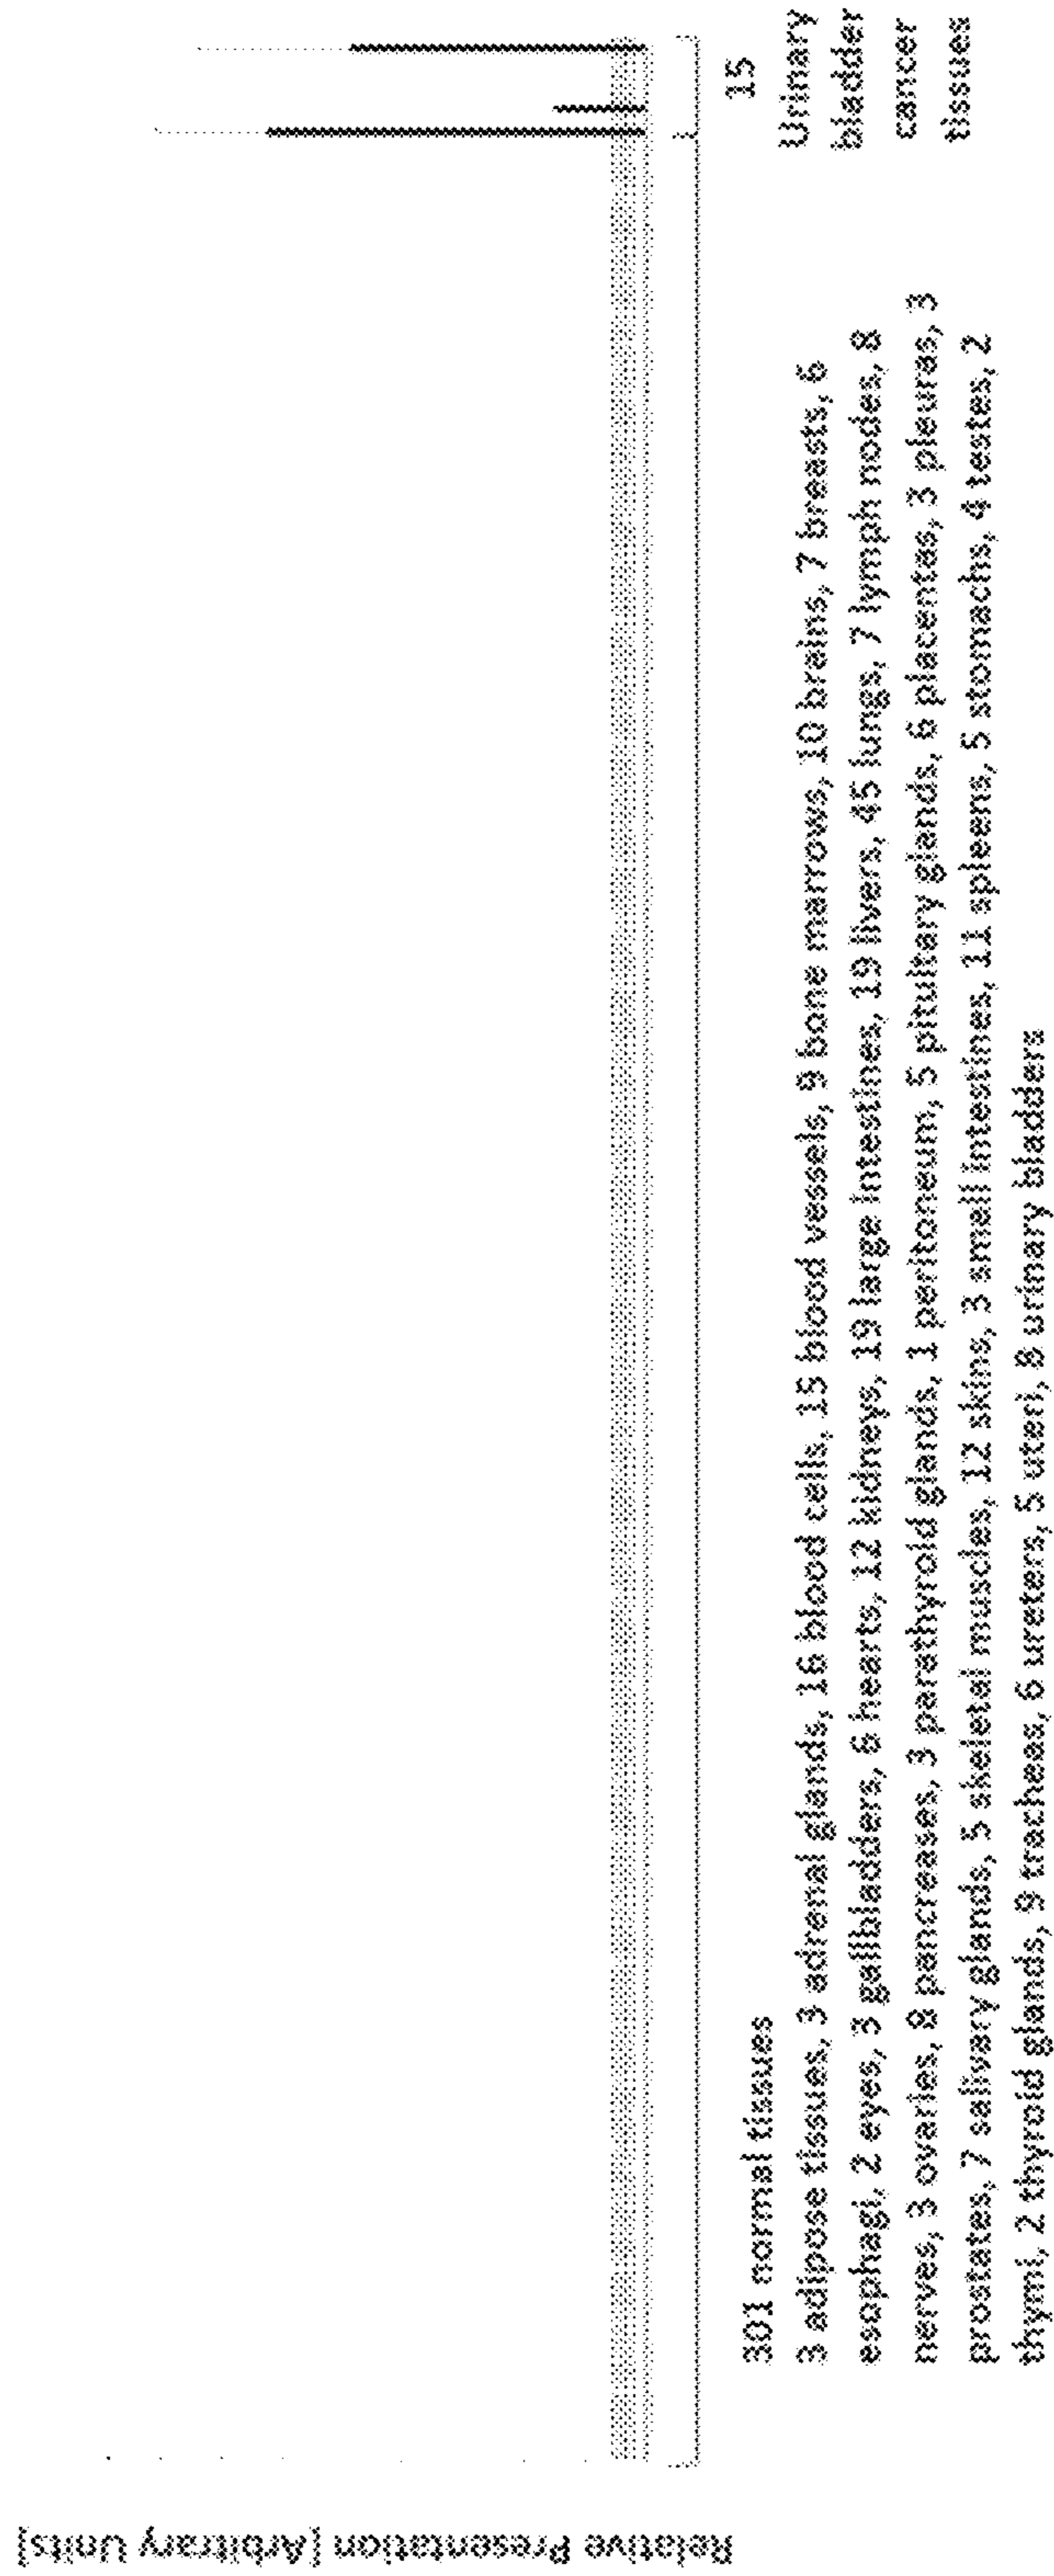 Relative Presentation [Arbitrary Units]
301 normal tissues
3 adipose tissues, 3 adrenal glands, 16 blood cells, 15 blood vessels, 9 bone marrows, 10 brains, 7 breasts, 6
esophagi, 2 eyes, 3 gallbladders, 6 hearts, 12 kidneys, 19 large intestines, 19 livers, 45 lungs, 7 lymph nodes, 8
nerves, 3 ovaries, 8 pancreases, 3 parathyroid glands, 1 peritoneum, 5 pituitary glands, 6 placentas, 3 pleuras, 3
prostates, 7 salivary glands, 5 skeletal muscles, 12 skins, 3 small intestines, 11 spleens, 5 stomachs, 4 testes, 2
thymi, 2 thyroid glands, 9 tracheas, 6 ureters, 5 uteri, 8 urinary bladders
15
Urinary
bladder
cancer
tissues